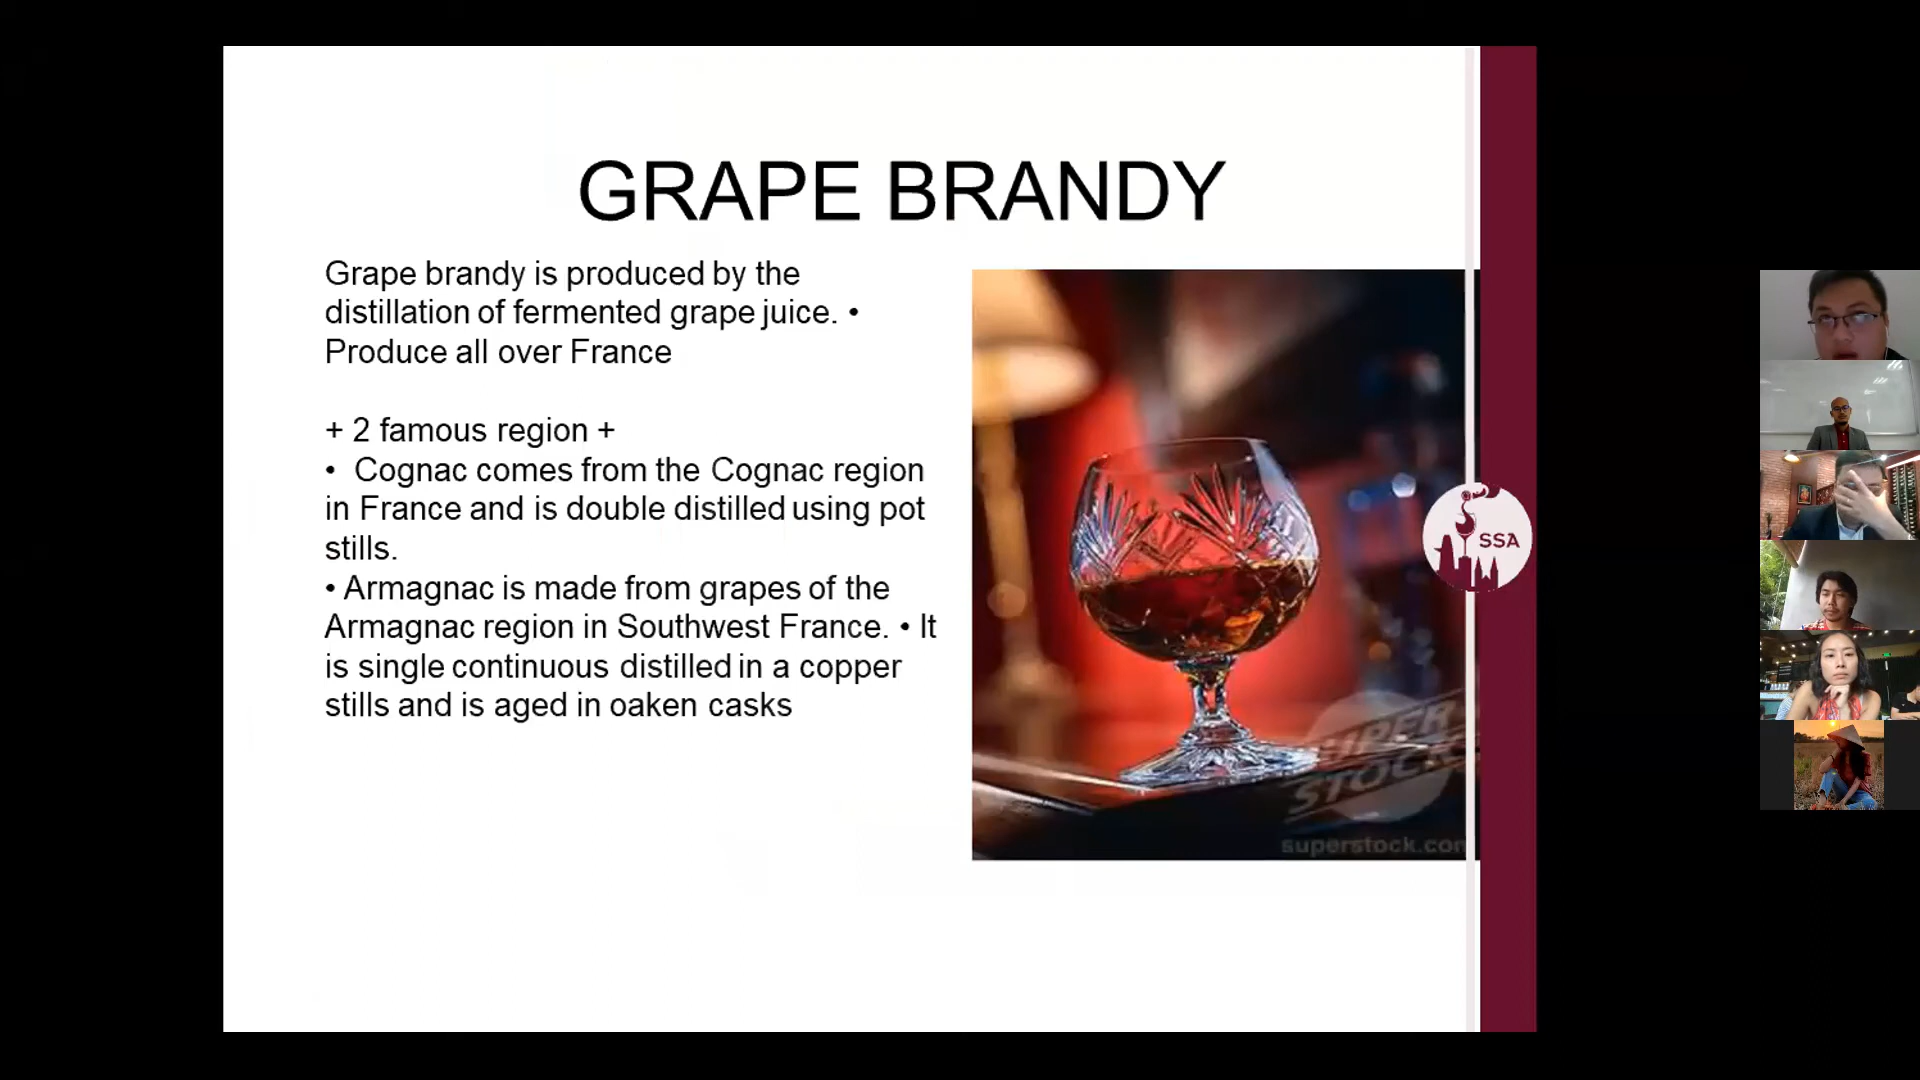 GRAPE BRANDY
Grape brandy is produced by the
distillation of fermented grape juice. •
Produce all over France
+ 2 famous region +
• Cognac comes from the Cognac region
in France and is double distilled using pot
stills.
• Armagnac is made from grapes of the
Armagnac region in Southwest France. • It
is single continuous distilled in a copper
stills and is aged in oaken casks
SSA
SUPER
STOCK
superstock.com